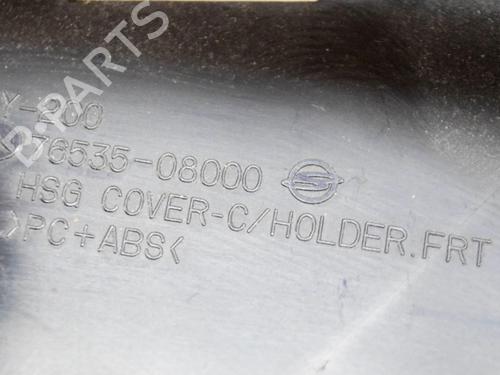 Y-200
76535-08000
HSG COVER-C/HOLDER.FRT
>PC+ABS<
B-PARTS